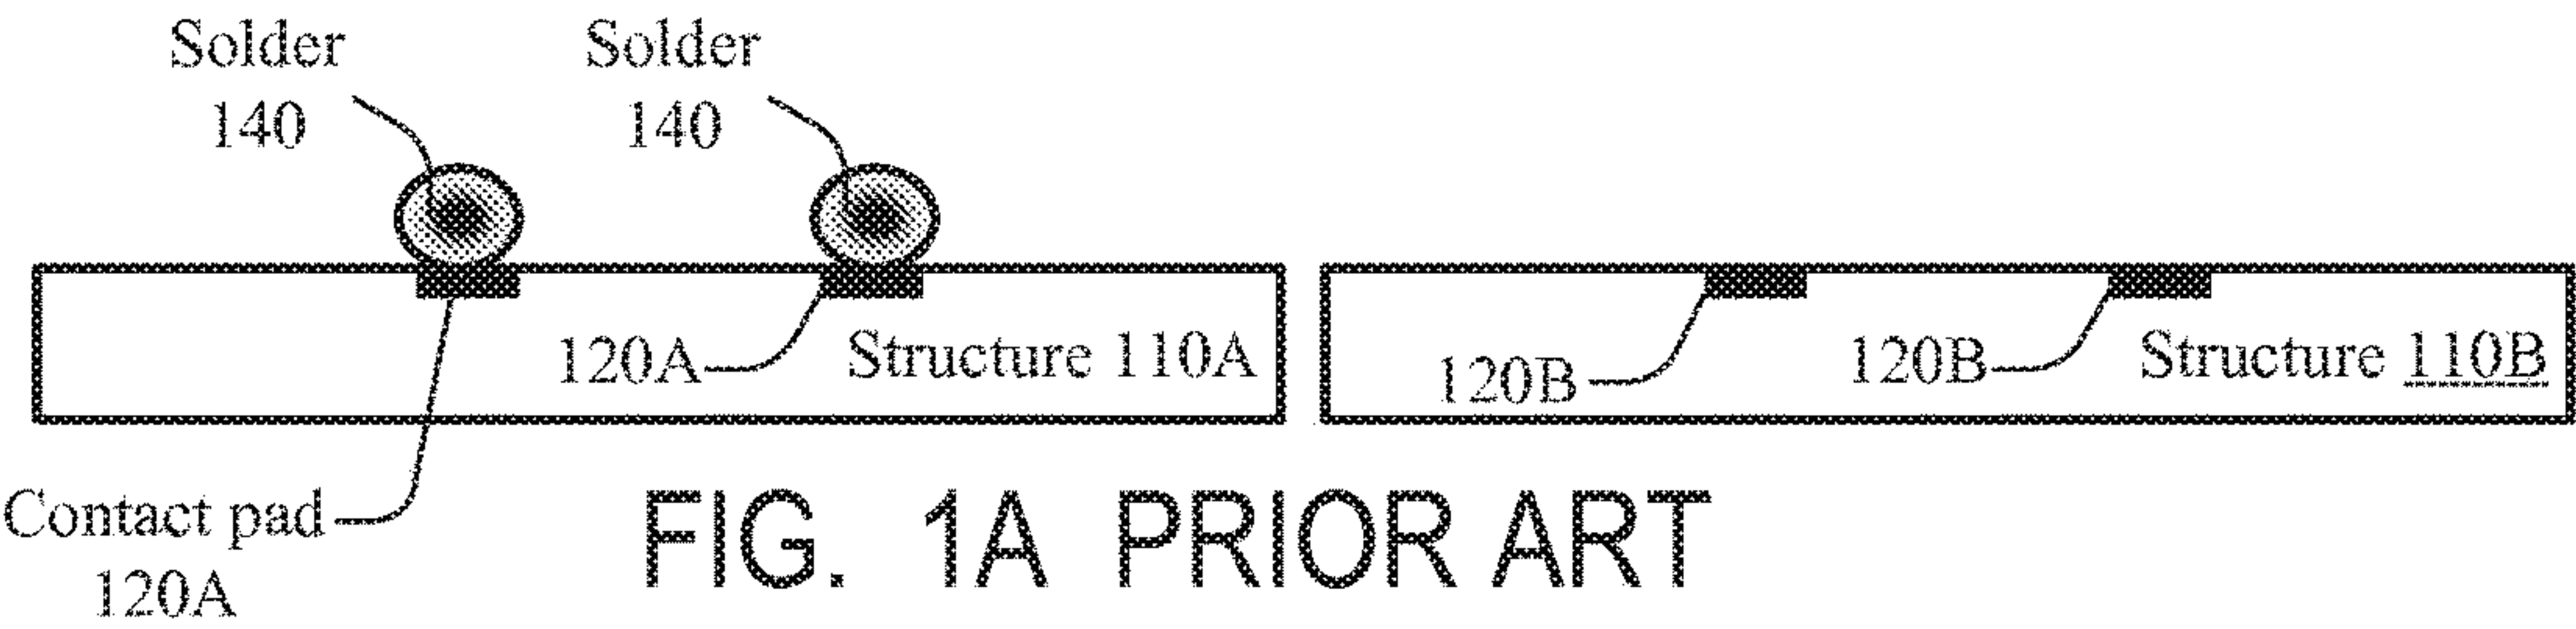 Solder
140
Solder
140
120A
Structure 110A
120B
120B
Structure 110B
Contact pad
120A
FIG. 1A PRIOR ART